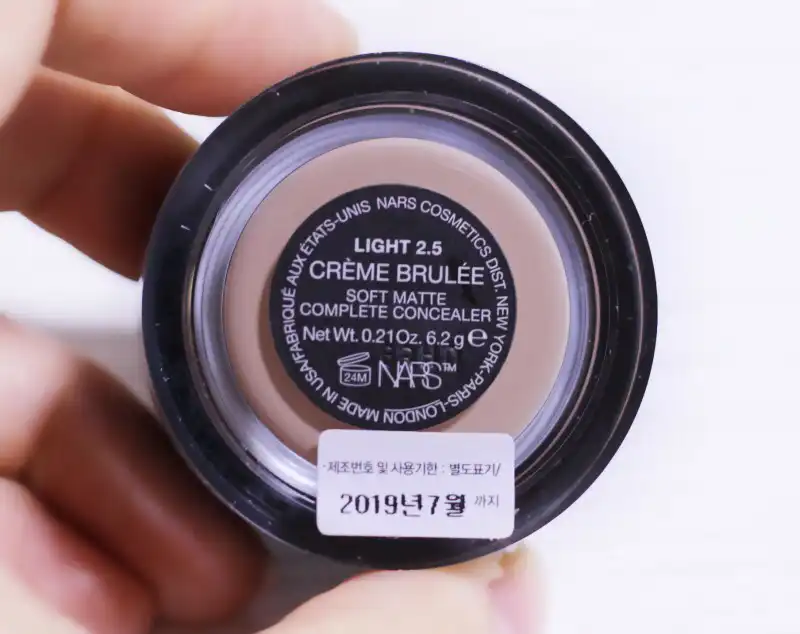 NARS COSMETICS DIST. NEW YORK-PARIS-LONDON MADE IN USA/FABRIQUÉ AUX ÉTATS-UNIS
LIGHT 2.5
CRÈME BRULÉE
SOFT MATTE
COMPLETE CONCEALER
Net Wt. 0.21 Oz. 6.2 g ℮
24M NARS™
·제조번호 및 사용기한 : 별도표기/
2019년 7월 까지